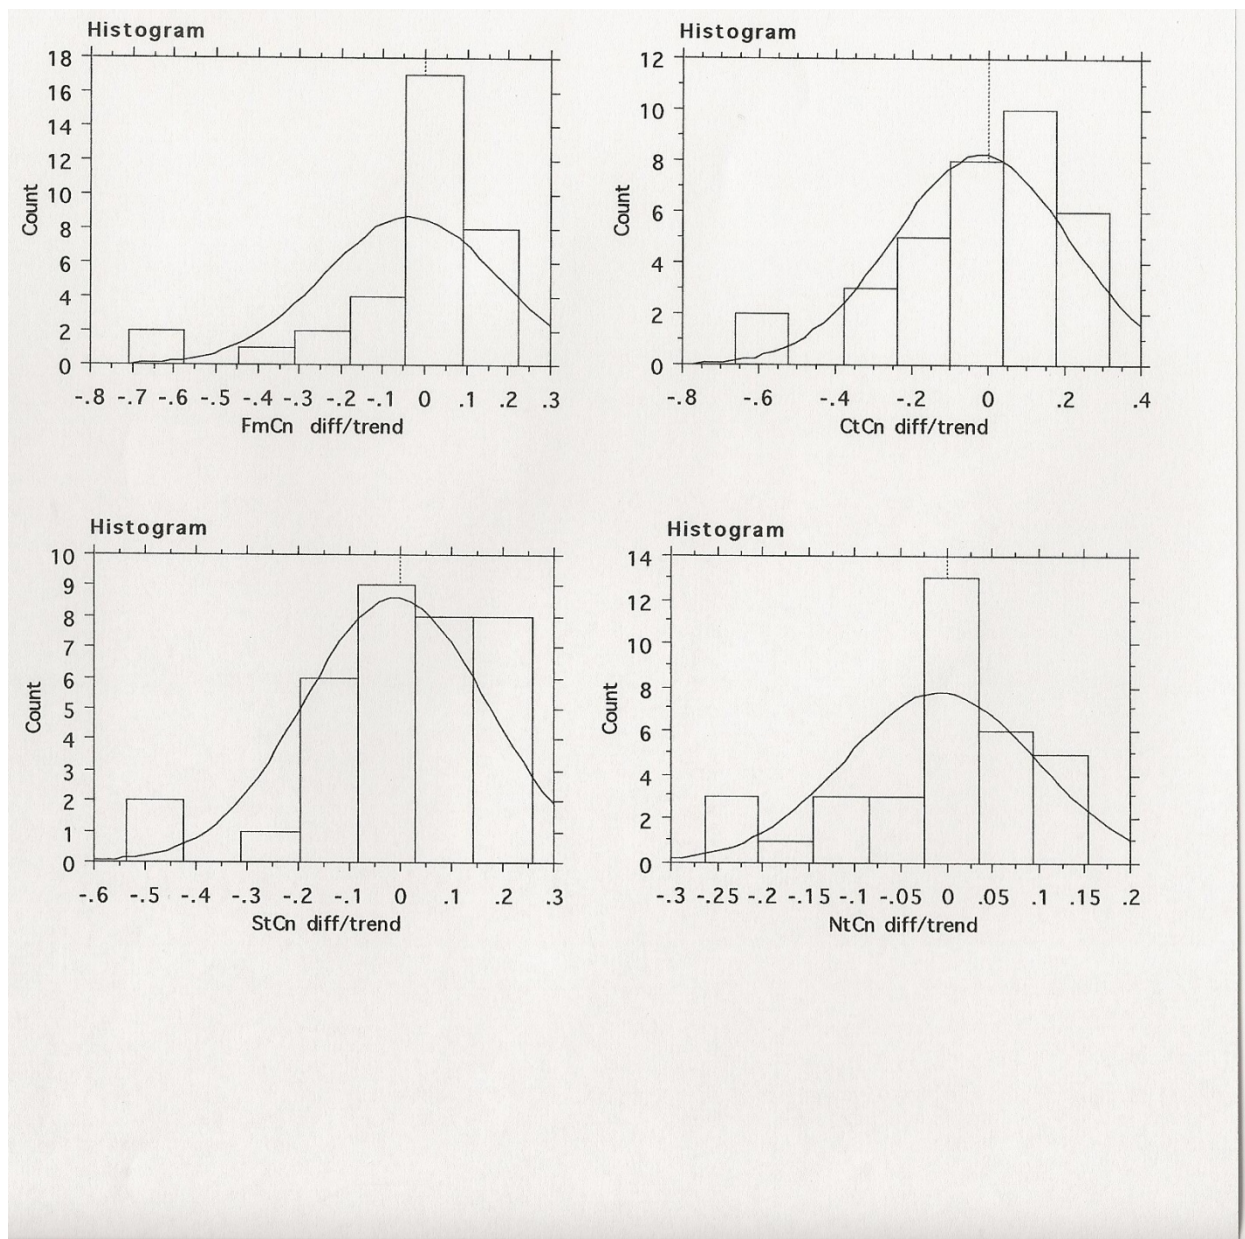 Histogram
18
16
14
12
10
8
6
4
2
0
Count
-.8 -.7 -.6 -.5 -.4 -.3 -.2 -.1 0 .1 .2 .3
FmCn diff/trend
Histogram
12
10
8
6
4
2
0
Count
-.8 -.6 -.4 -.2 0 .2 .4
CtCn diff/trend
Histogram
10
9
8
7
6
5
4
3
2
1
0
Count
-.6 -.5 -.4 -.3 -.2 -.1 0 .1 .2 .3
StCn diff/trend
Histogram
14
12
10
8
6
4
2
0
Count
-.3 -.25 -.2 -.15 -.1 -.05 0 .05 .1 .15 .2
NtCn diff/trend